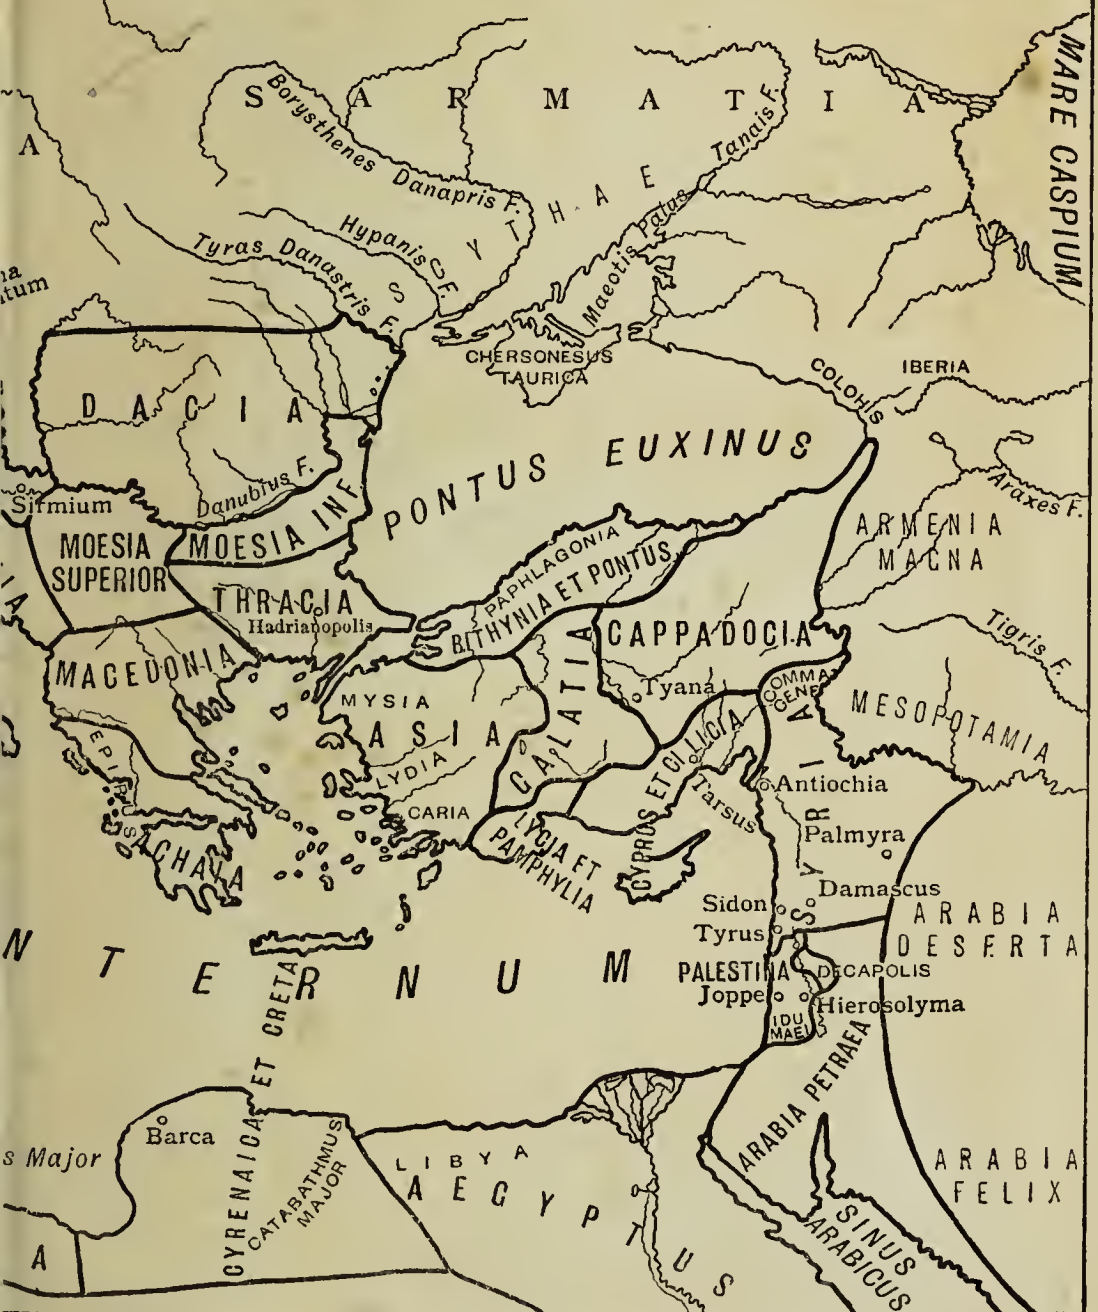 SARMATIA
MARE CASPIUM
A
Borysthenes Danapris F.
Tanais F.
SCYTHAE
Hypanis F.
Tyras Danastris F.
Maeotis Palus
CHERSONESUS
TAURICA
COLCHIS
IBERIA
DACIA
PONTUS EUXINUS
Danubius F.
Sirmium
Araxes F.
ARMENIA
MAGNA
MOESIA INF
MOESIA
SUPERIOR
PAPHLAGONIA
BITHYNIA ET PONTUS
THRACIA
Hadrianopolis
CAPPADOCIA
Tigris F.
MACEDONIA
MYSIA
ASIA
GALATIA
Tyana
COMMA
GENE
MESOPOTAMIA
EPIRUS
LYDIA
CARIA
CYPRUS ET CILICIA
Tarsus
Antiochia
SYRIA
Palmyra
ACHAIA
LYCIA ET
PAMPHYLIA
Damascus
Sidon
Tyrus
ARABIA
DESERTA
NTERNUM
PALESTINA
DECAPOLIS
Joppe
Hierosolyma
IDU
MAEI
CYRENAICA ET CRETA
ARABIA PETRAEA
Barca
s Major
CATABATHMUS
MAJOR
LIBYA
AEGYPTUS
ARABIA
FELIX
SINUS
ARABICUS
A